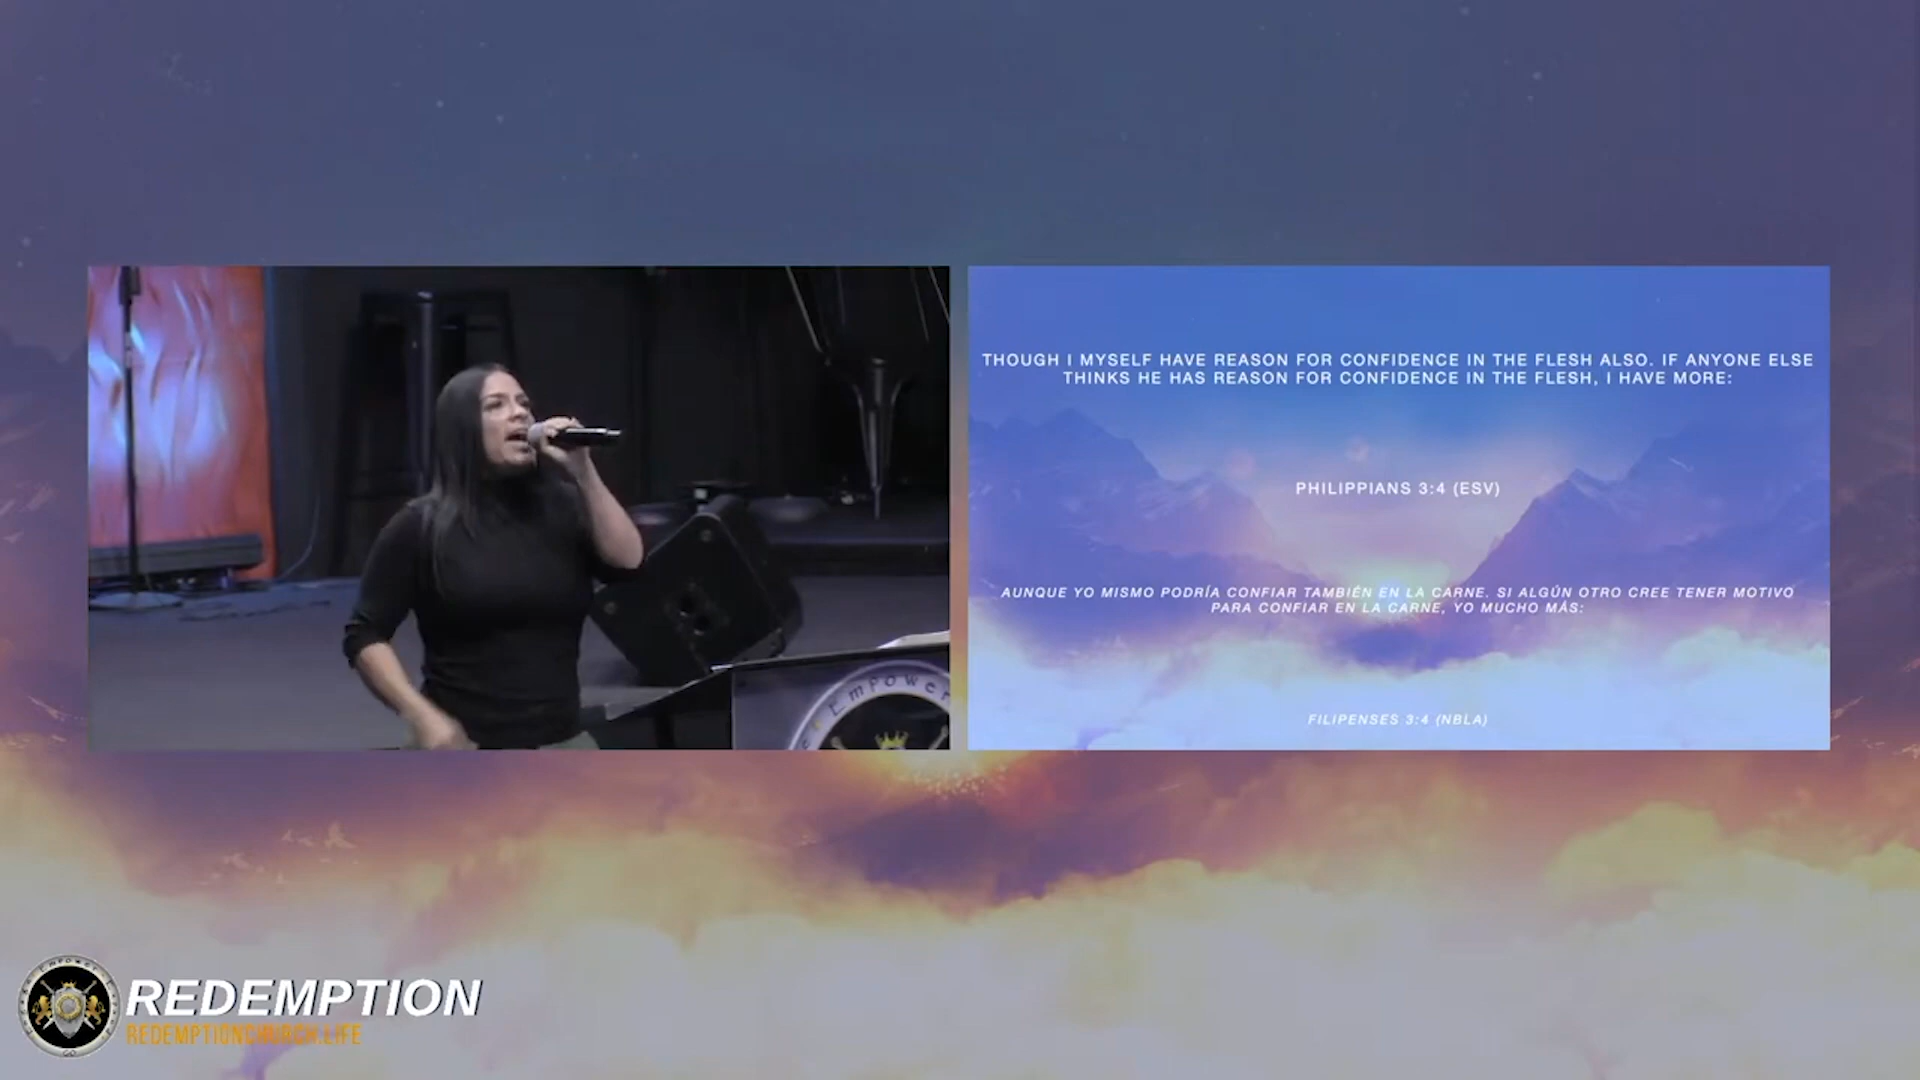 THOUGH I MYSELF HAVE REASON FOR CONFIDENCE IN THE FLESH ALSO. IF ANYONE ELSE
THINKS HE HAS REASON FOR CONFIDENCE IN THE FLESH, I HAVE MORE:
PHILIPPIANS 3:4 (ESV)
AUNQUE YO MISMO PODRÍA CONFIAR TAMBIÉN EN LA CARNE. SI ALGÚN OTRO CREE TENER MOTIVO
PARA CONFIAR EN LA CARNE, YO MUCHO MÁS:
FILIPENSES 3:4 (NBLA)
Empower
REDEMPTION
REDEMPTIONCHURCH.LIFE